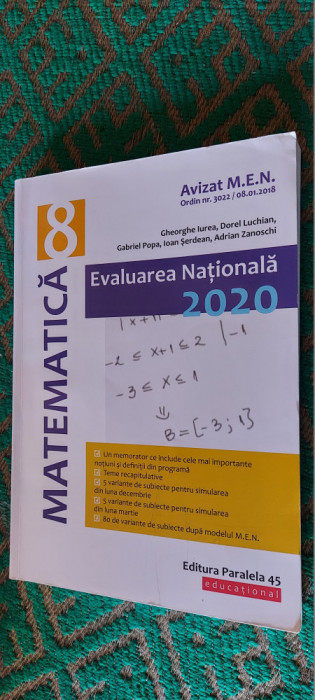 Avizat M.E.N.
Ordin nr. 3022 / 08.01.2018
Gheorghe Iurea, Dorel Luchian,
Gabriel Popa, Ioan Șerdean, Adrian Zanoschi
MATEMATICĂ 8
Evaluarea Națională
2020
|x+1|
-2 ≤ x+1 ≤ 2 |-1
-3 ≤ x ≤ 1
⇓
B = [-3 ; 1]
Un memorator ce include cele mai importante
noțiuni și definiții din programă
Teme recapitulative
5 variante de subiecte pentru simularea
din luna decembrie
5 variante de subiecte pentru simularea
din luna martie
80 de variante de subiecte după modelul M.E.N.
Editura Paralela 45
educațional